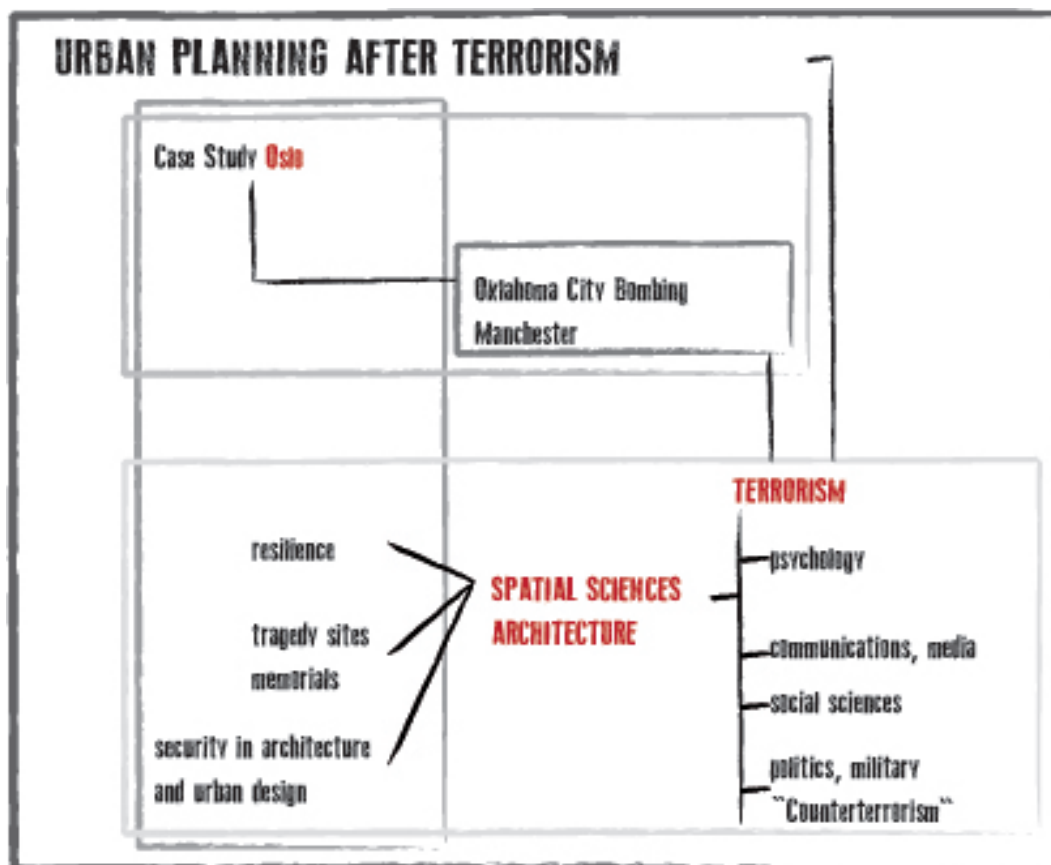 URBAN PLANNING AFTER TERRORISM
Case Study Oslo
Oklahoma City Bombing
Manchester
TERRORISM
resilience
psychology
SPATIAL SCIENCES
ARCHITECTURE
tragedy sites
memorials
communications, media
social sciences
security in architecture
and urban design
politics, military
``Counterterrorism``